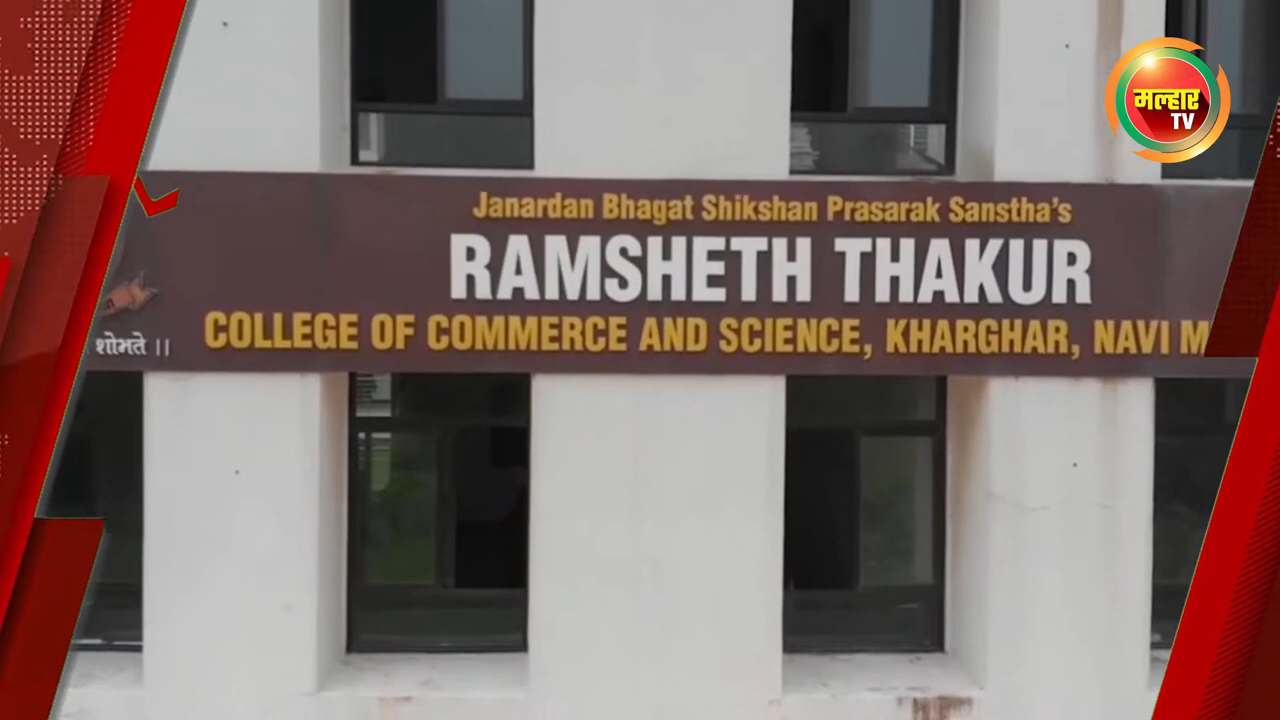 मल्हार
TV
Janardan Bhagat Shikshan Prasarak Sanstha's
RAMSHETH THAKUR
COLLEGE OF COMMERCE AND SCIENCE, KHARGHAR, NAVI M
शोभते ।।